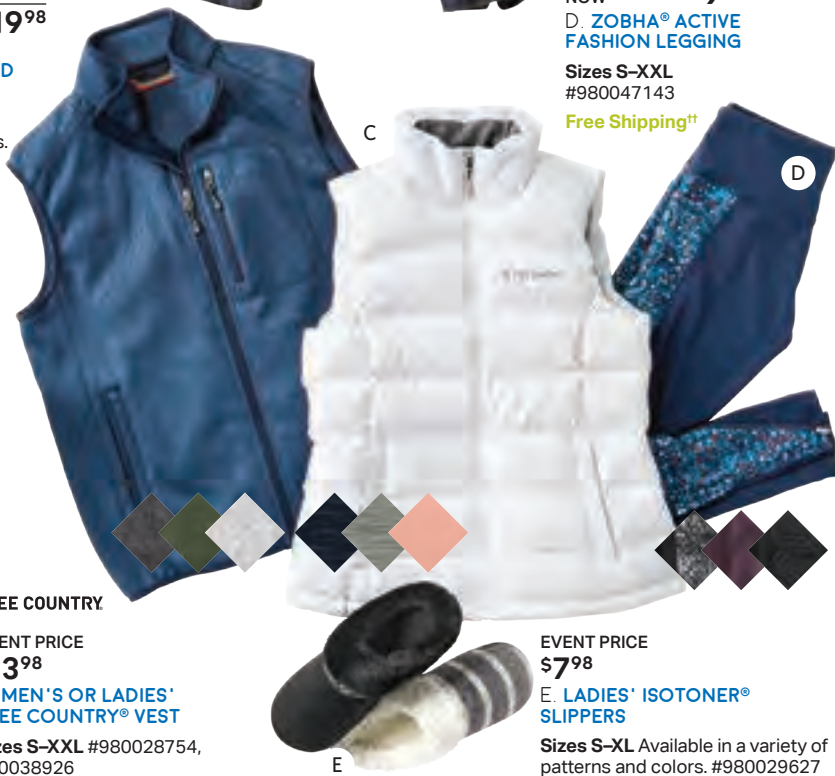 19⁹⁸
D
s.
NOW
D. ZOBHA® ACTIVE
FASHION LEGGING
Sizes S–XXL
#980047143
Free Shipping††
C
D
EE COUNTRY.
ENT PRICE
3⁹⁸
MEN'S OR LADIES'
EE COUNTRY® VEST
zes S–XXL #980028754,
0038926
E
EVENT PRICE
$7⁹⁸
E. LADIES' ISOTONER®
SLIPPERS
Sizes S–XL Available in a variety of
patterns and colors. #980029627